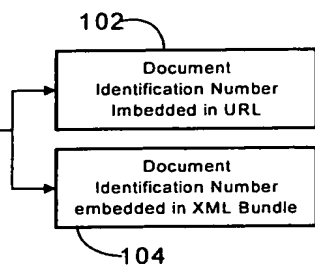 102
Document
Identification Number
Imbedded in URL
Document
Identification Number
embedded in XML Bundle
104